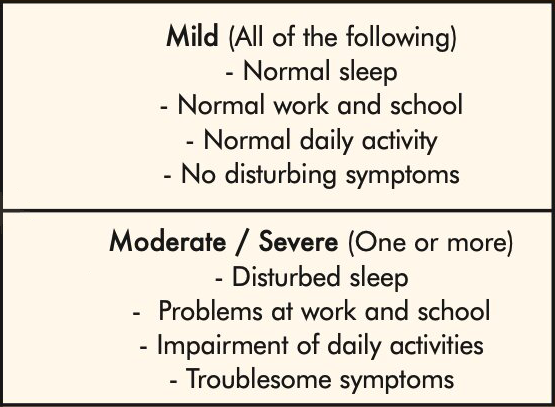 Mild (All of the following)
- Normal sleep
- Normal work and school
- Normal daily activity
- No disturbing symptoms
Moderate / Severe (One or more)
- Disturbed sleep
- Problems at work and school
- Impairment of daily activities
- Troublesome symptoms